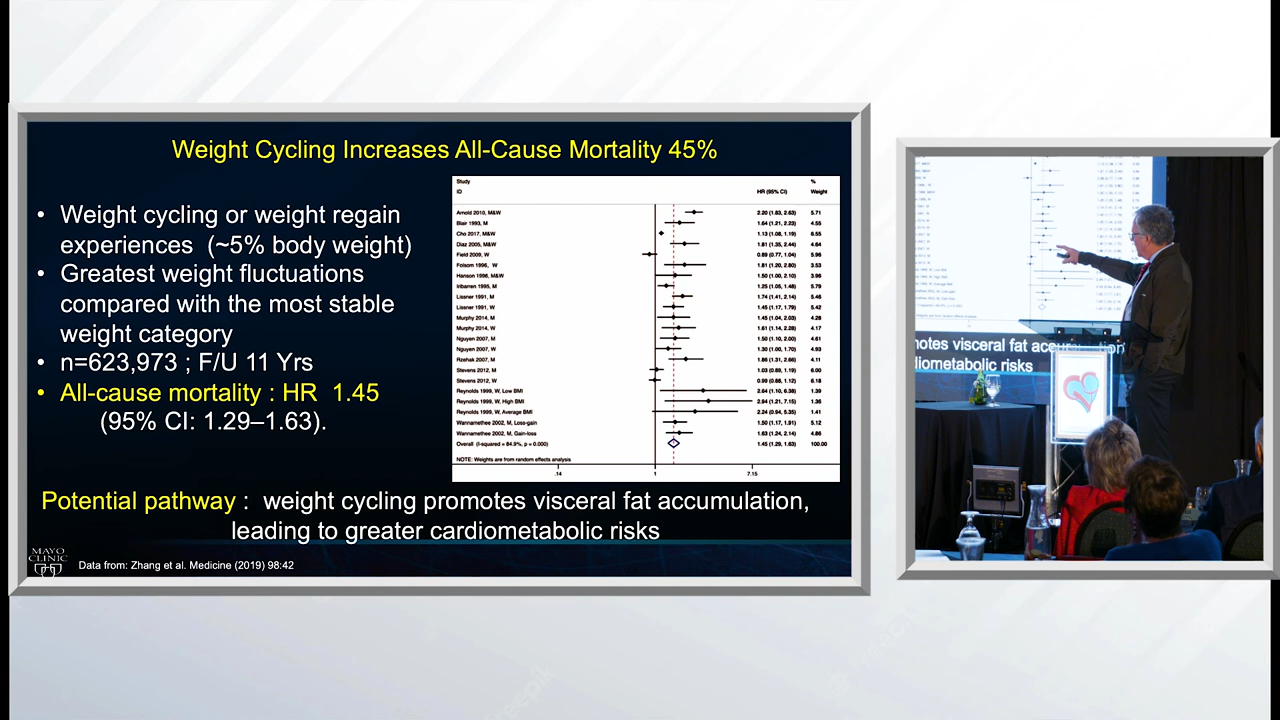 Weight Cycling Increases All-Cause Mortality 45%
• Weight cycling or weight regain
experiences (~5% body weight)
• Greatest weight fluctuations
compared with the most stable
weight category
• n=623,973 ; F/U 11 Yrs
• All-cause mortality : HR 1.45
(95% CI: 1.29–1.63).
Study %
ID HR (95% CI) Weight
Arnold 2010, M&W 2.20 (1.83, 2.63) 5.71
Blair 1993, M 1.64 (1.21, 2.23) 4.55
Cho 2017, M&W 1.13 (1.08, 1.19) 6.55
Diaz 2005, M&W 1.81 (1.35, 2.44) 4.64
Field 2009, W 0.89 (0.77, 1.04) 5.96
Folsom 1996, W 1.81 (1.20, 2.80) 3.53
Hanson 1996, M&W 1.50 (1.00, 2.10) 3.96
Iribarren 1995, M 1.25 (1.05, 1.48) 5.79
Lissner 1991, M 1.74 (1.41, 2.14) 5.46
Lissner 1991, W 1.45 (1.17, 1.79) 5.42
Murphy 2014, M 1.45 (1.04, 2.03) 4.28
Murphy 2014, W 1.61 (1.14, 2.28) 4.17
Nguyen 2007, M 1.50 (1.10, 2.00) 4.61
Nguyen 2007, W 1.30 (1.00, 1.70) 4.93
Rzehak 2007, M 1.86 (1.31, 2.66) 4.11
Stevens 2012, M 1.03 (0.89, 1.19) 6.00
Stevens 2012, W 0.99 (0.88, 1.12) 6.18
Reynolds 1999, W, Low BMI 2.64 (1.10, 6.38) 1.39
Reynolds 1999, W, High BMI 2.94 (1.21, 7.15) 1.36
Reynolds 1999, W, Average BMI 2.24 (0.94, 5.35) 1.41
Wannamethee 2002, M, Loss-gain 1.50 (1.17, 1.91) 5.12
Wannamethee 2002, M, Gain-loss 1.63 (1.24, 2.14) 4.86
Overall (I-squared = 84.9%, p = 0.000) 1.45 (1.29, 1.63) 100.00
NOTE: Weights are from random effects analysis
.14 1 7.15
Potential pathway : weight cycling promotes visceral fat accumulation,
leading to greater cardiometabolic risks
MAYO
CLINIC
Data from: Zhang et al. Medicine (2019) 98:42
notes visceral fat
diometabolic risks